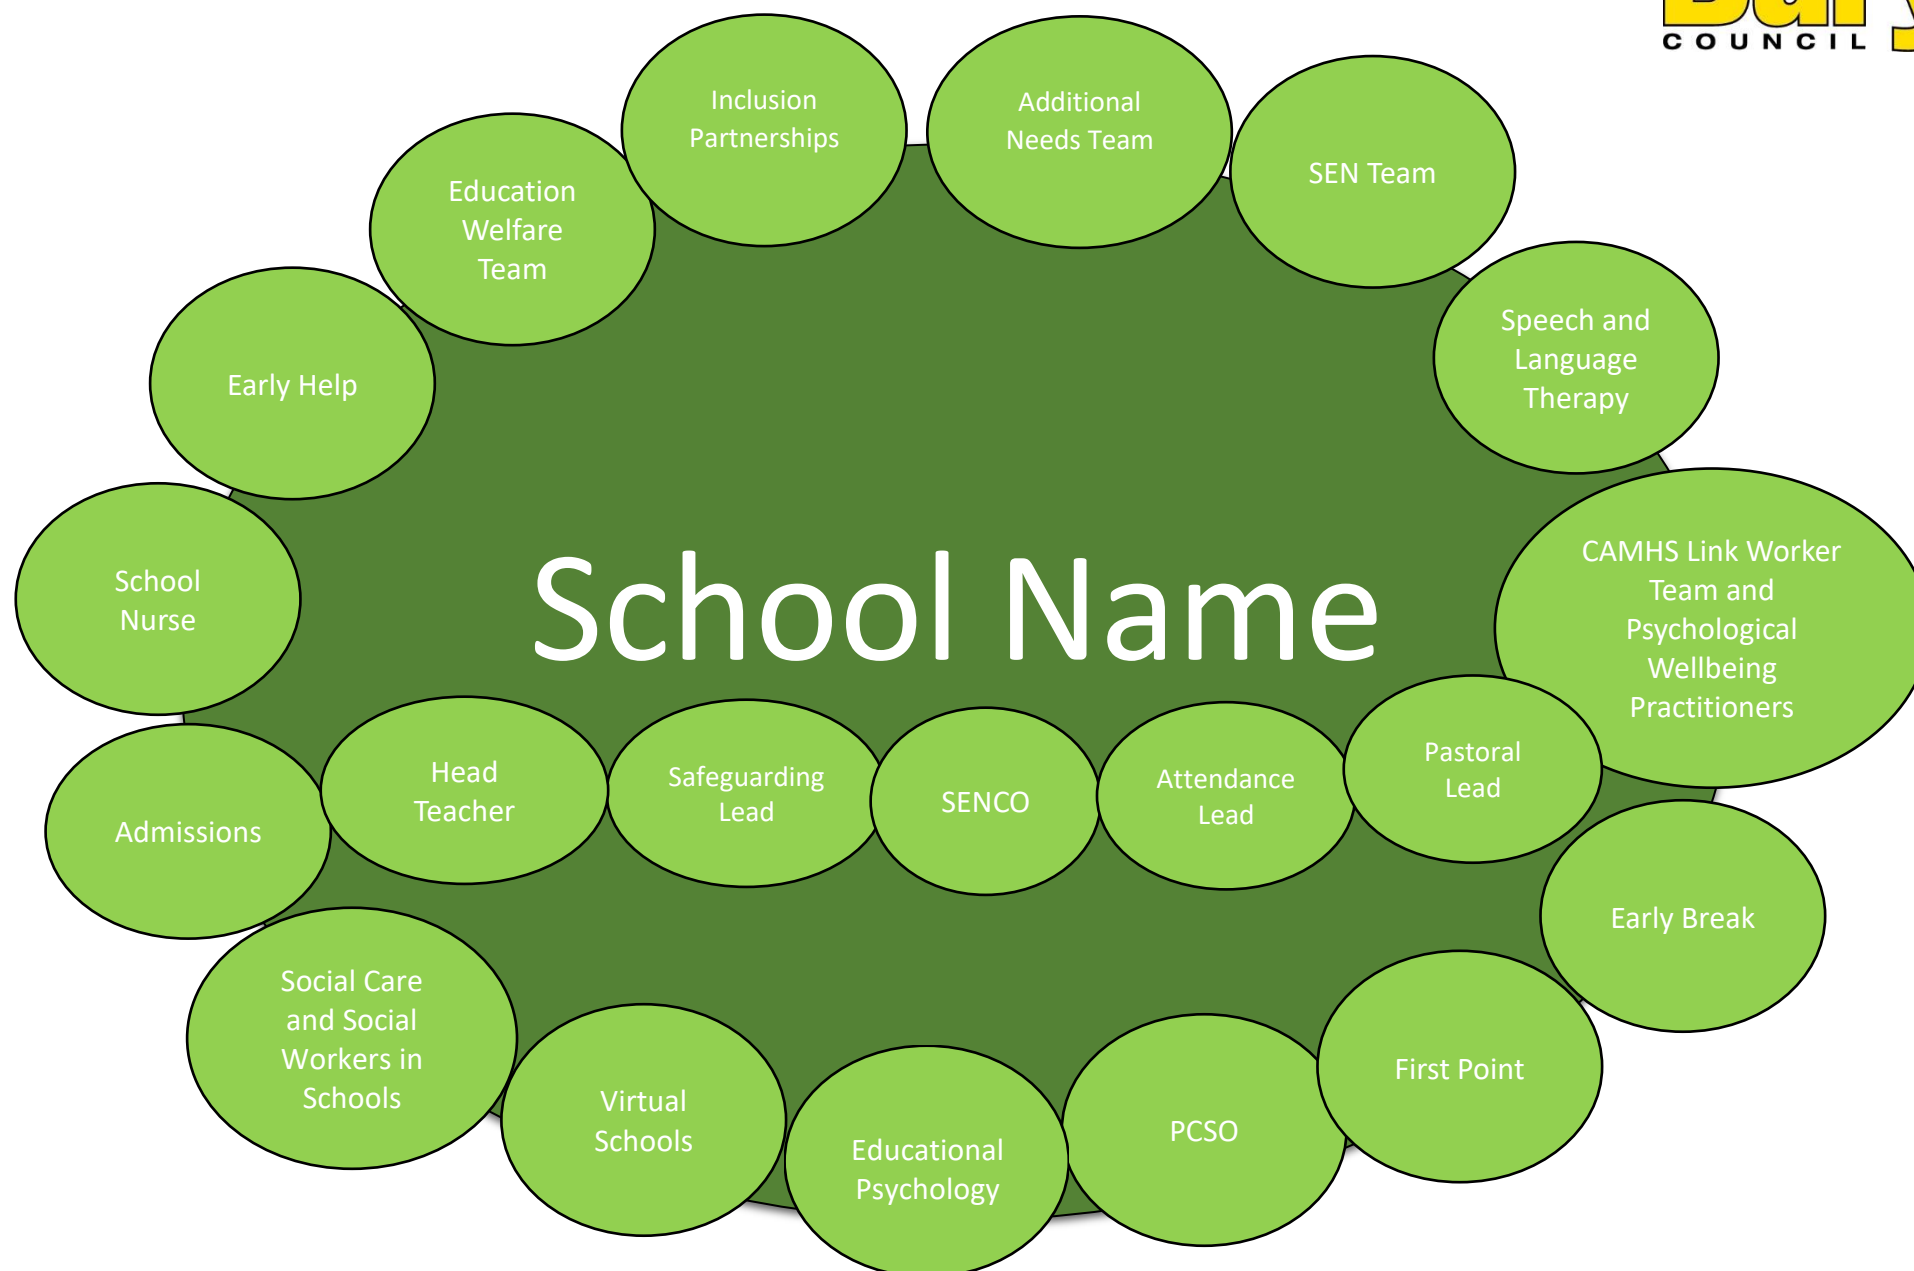 Bury
COUNCIL
Inclusion
Partnerships
Additional
Needs Team
SEN Team
Education
Welfare
Team
Speech and
Language
Therapy
Early Help
CAMHS Link Worker
Team and
Psychological
Wellbeing
Practitioners
School
Nurse
School Name
Head
Teacher
Safeguarding
Lead
SENCO
Attendance
Lead
Pastoral
Lead
Admissions
Early Break
Social Care
and Social
Workers in
Schools
Virtual
Schools
Educational
Psychology
PCSO
First Point